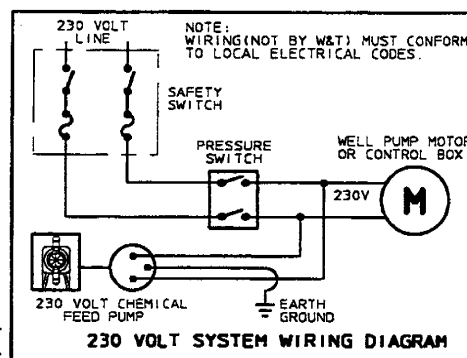 230 VOLT
LINE
NOTE:
WIRING(NOT BY W&T) MUST CONFORM
TO LOCAL ELECTRICAL CODES.
SAFETY
SWITCH
PRESSURE
SWITCH
WELL PUMP MOTOR
OR CONTROL BOX
230V
M
230 VOLT CHEMICAL
FEED PUMP
EARTH
GROUND
230 VOLT SYSTEM WIRING DIAGRAM